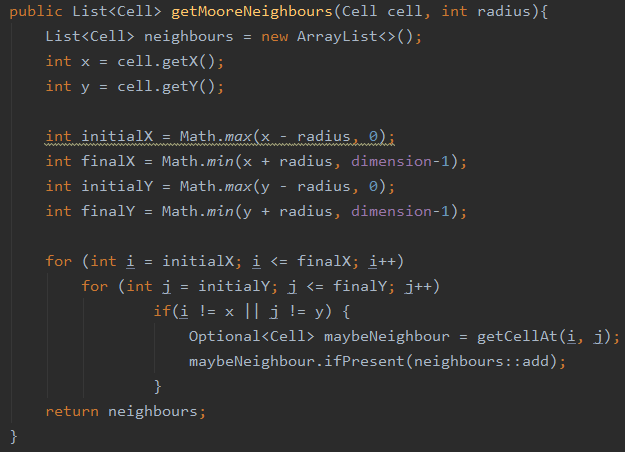 public List<Cell> getMooreNeighbours(Cell cell, int radius){
    List<Cell> neighbours = new ArrayList<>();
    int x = cell.getX();
    int y = cell.getY();

    int initialX = Math.max(x - radius, 0);
    int finalX = Math.min(x + radius, dimension-1);
    int initialY = Math.max(y - radius, 0);
    int finalY = Math.min(y + radius, dimension-1);

    for (int i = initialX; i <= finalX; i++)
        for (int j = initialY; j <= finalY; j++)
                if(i != x || j != y) {
                    Optional<Cell> maybeNeighbour = getCellAt(i, j);
                    maybeNeighbour.ifPresent(neighbours::add);
                }
    return neighbours;
}